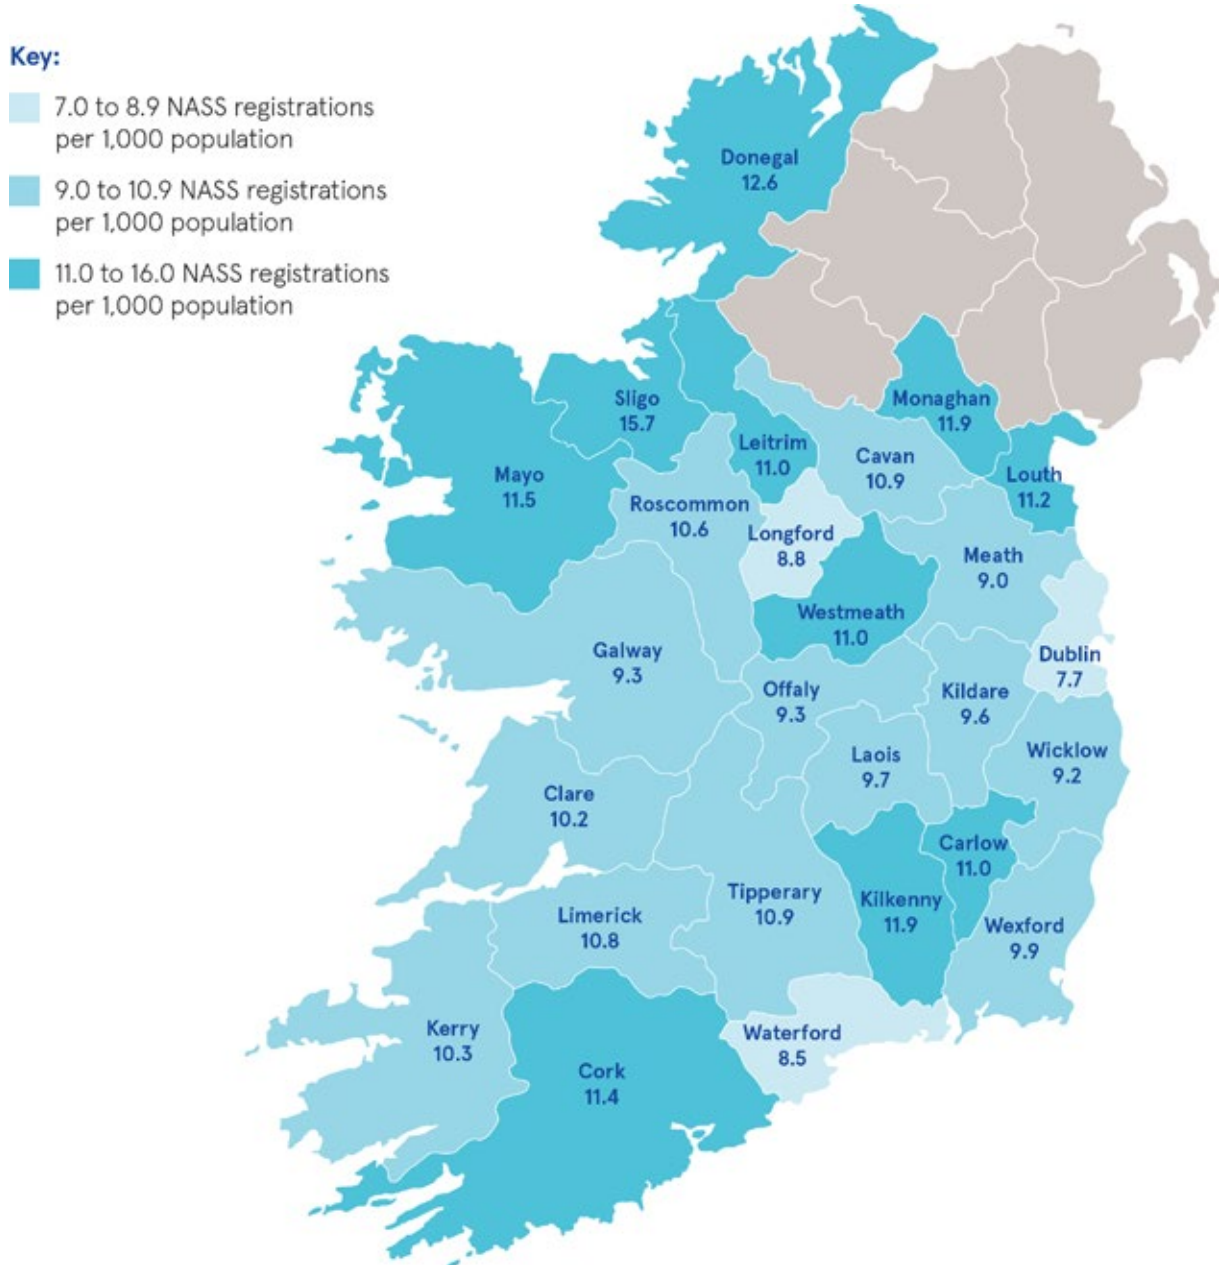 Key:
7.0 to 8.9 NASS registrations
per 1,000 population
9.0 to 10.9 NASS registrations
per 1,000 population
11.0 to 16.0 NASS registrations
per 1,000 population
Donegal
12.6
Sligo
15.7
Monaghan
11.9
Leitrim
11.0
Cavan
10.9
Mayo
11.5
Louth
11.2
Roscommon
10.6
Longford
8.8
Meath
9.0
Westmeath
11.0
Galway
9.3
Dublin
7.7
Offaly
9.3
Kildare
9.6
Laois
9.7
Wicklow
9.2
Clare
10.2
Carlow
11.0
Tipperary
10.9
Kilkenny
11.9
Limerick
10.8
Wexford
9.9
Kerry
10.3
Waterford
8.5
Cork
11.4